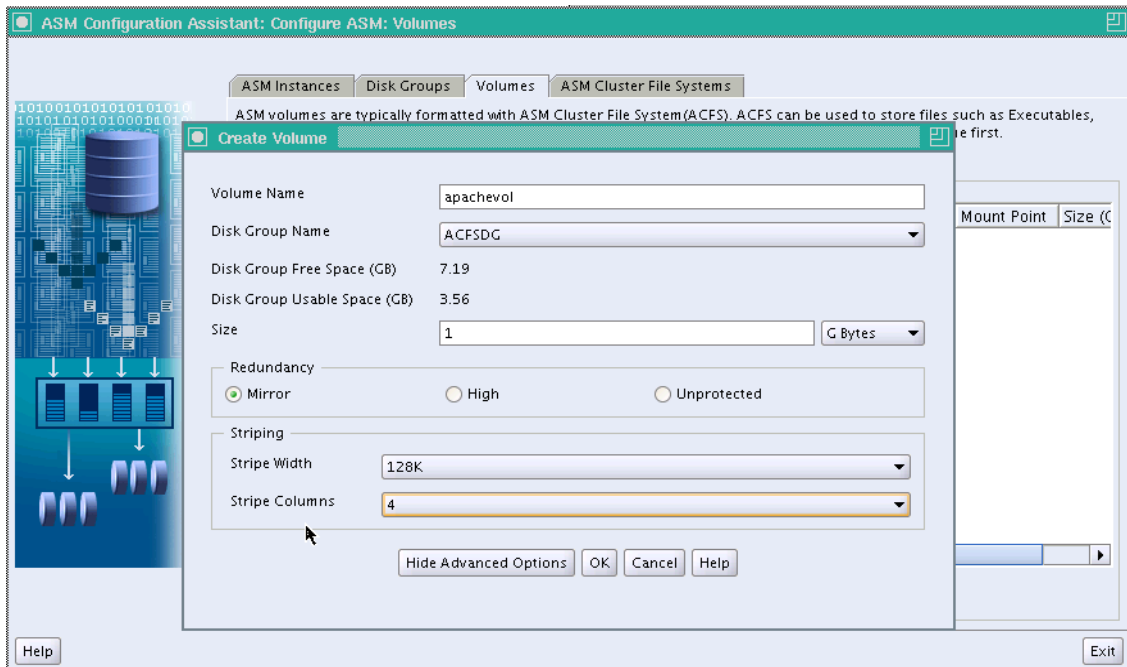 ASM Configuration Assistant: Configure ASM: Volumes
ASM Instances Disk Groups Volumes ASM Cluster File Systems
ASM volumes are typically formatted with ASM Cluster File System(ACFS). ACFS can be used to store files such as Executables,
first.
Create Volume
Mount Point Size (
Volume Name apachevol
Disk Group Name ACFSDG
Disk Group Free Space (GB) 7.19
Disk Group Usable Space (GB) 3.56
Size 1 G Bytes
Redundancy
Mirror High Unprotected
Striping
Stripe Width 128K
Stripe Columns 4
Hide Advanced Options OK Cancel Help
Help Exit